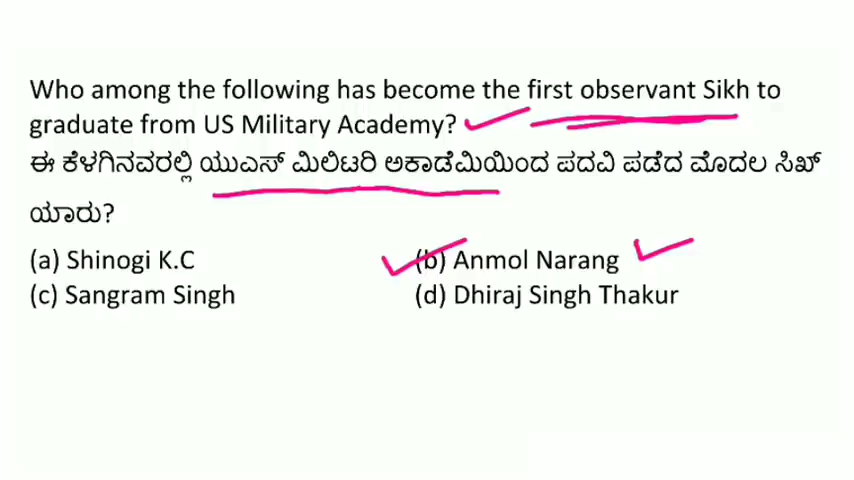 Who among the following has become the first observant Sikh to
graduate from US Military Academy?
ಈ ಕೆಳಗಿನವರಲ್ಲಿ ಯುಎಸ್ ಮಿಲಿಟರಿ ಅಕಾಡೆಮಿಯಿಂದ ಪದವಿ ಪಡೆದ ಮೊದಲ ಸಿಖ್
ಯಾರು?
(a) Shinogi K.C (b) Anmol Narang
(c) Sangram Singh (d) Dhiraj Singh Thakur